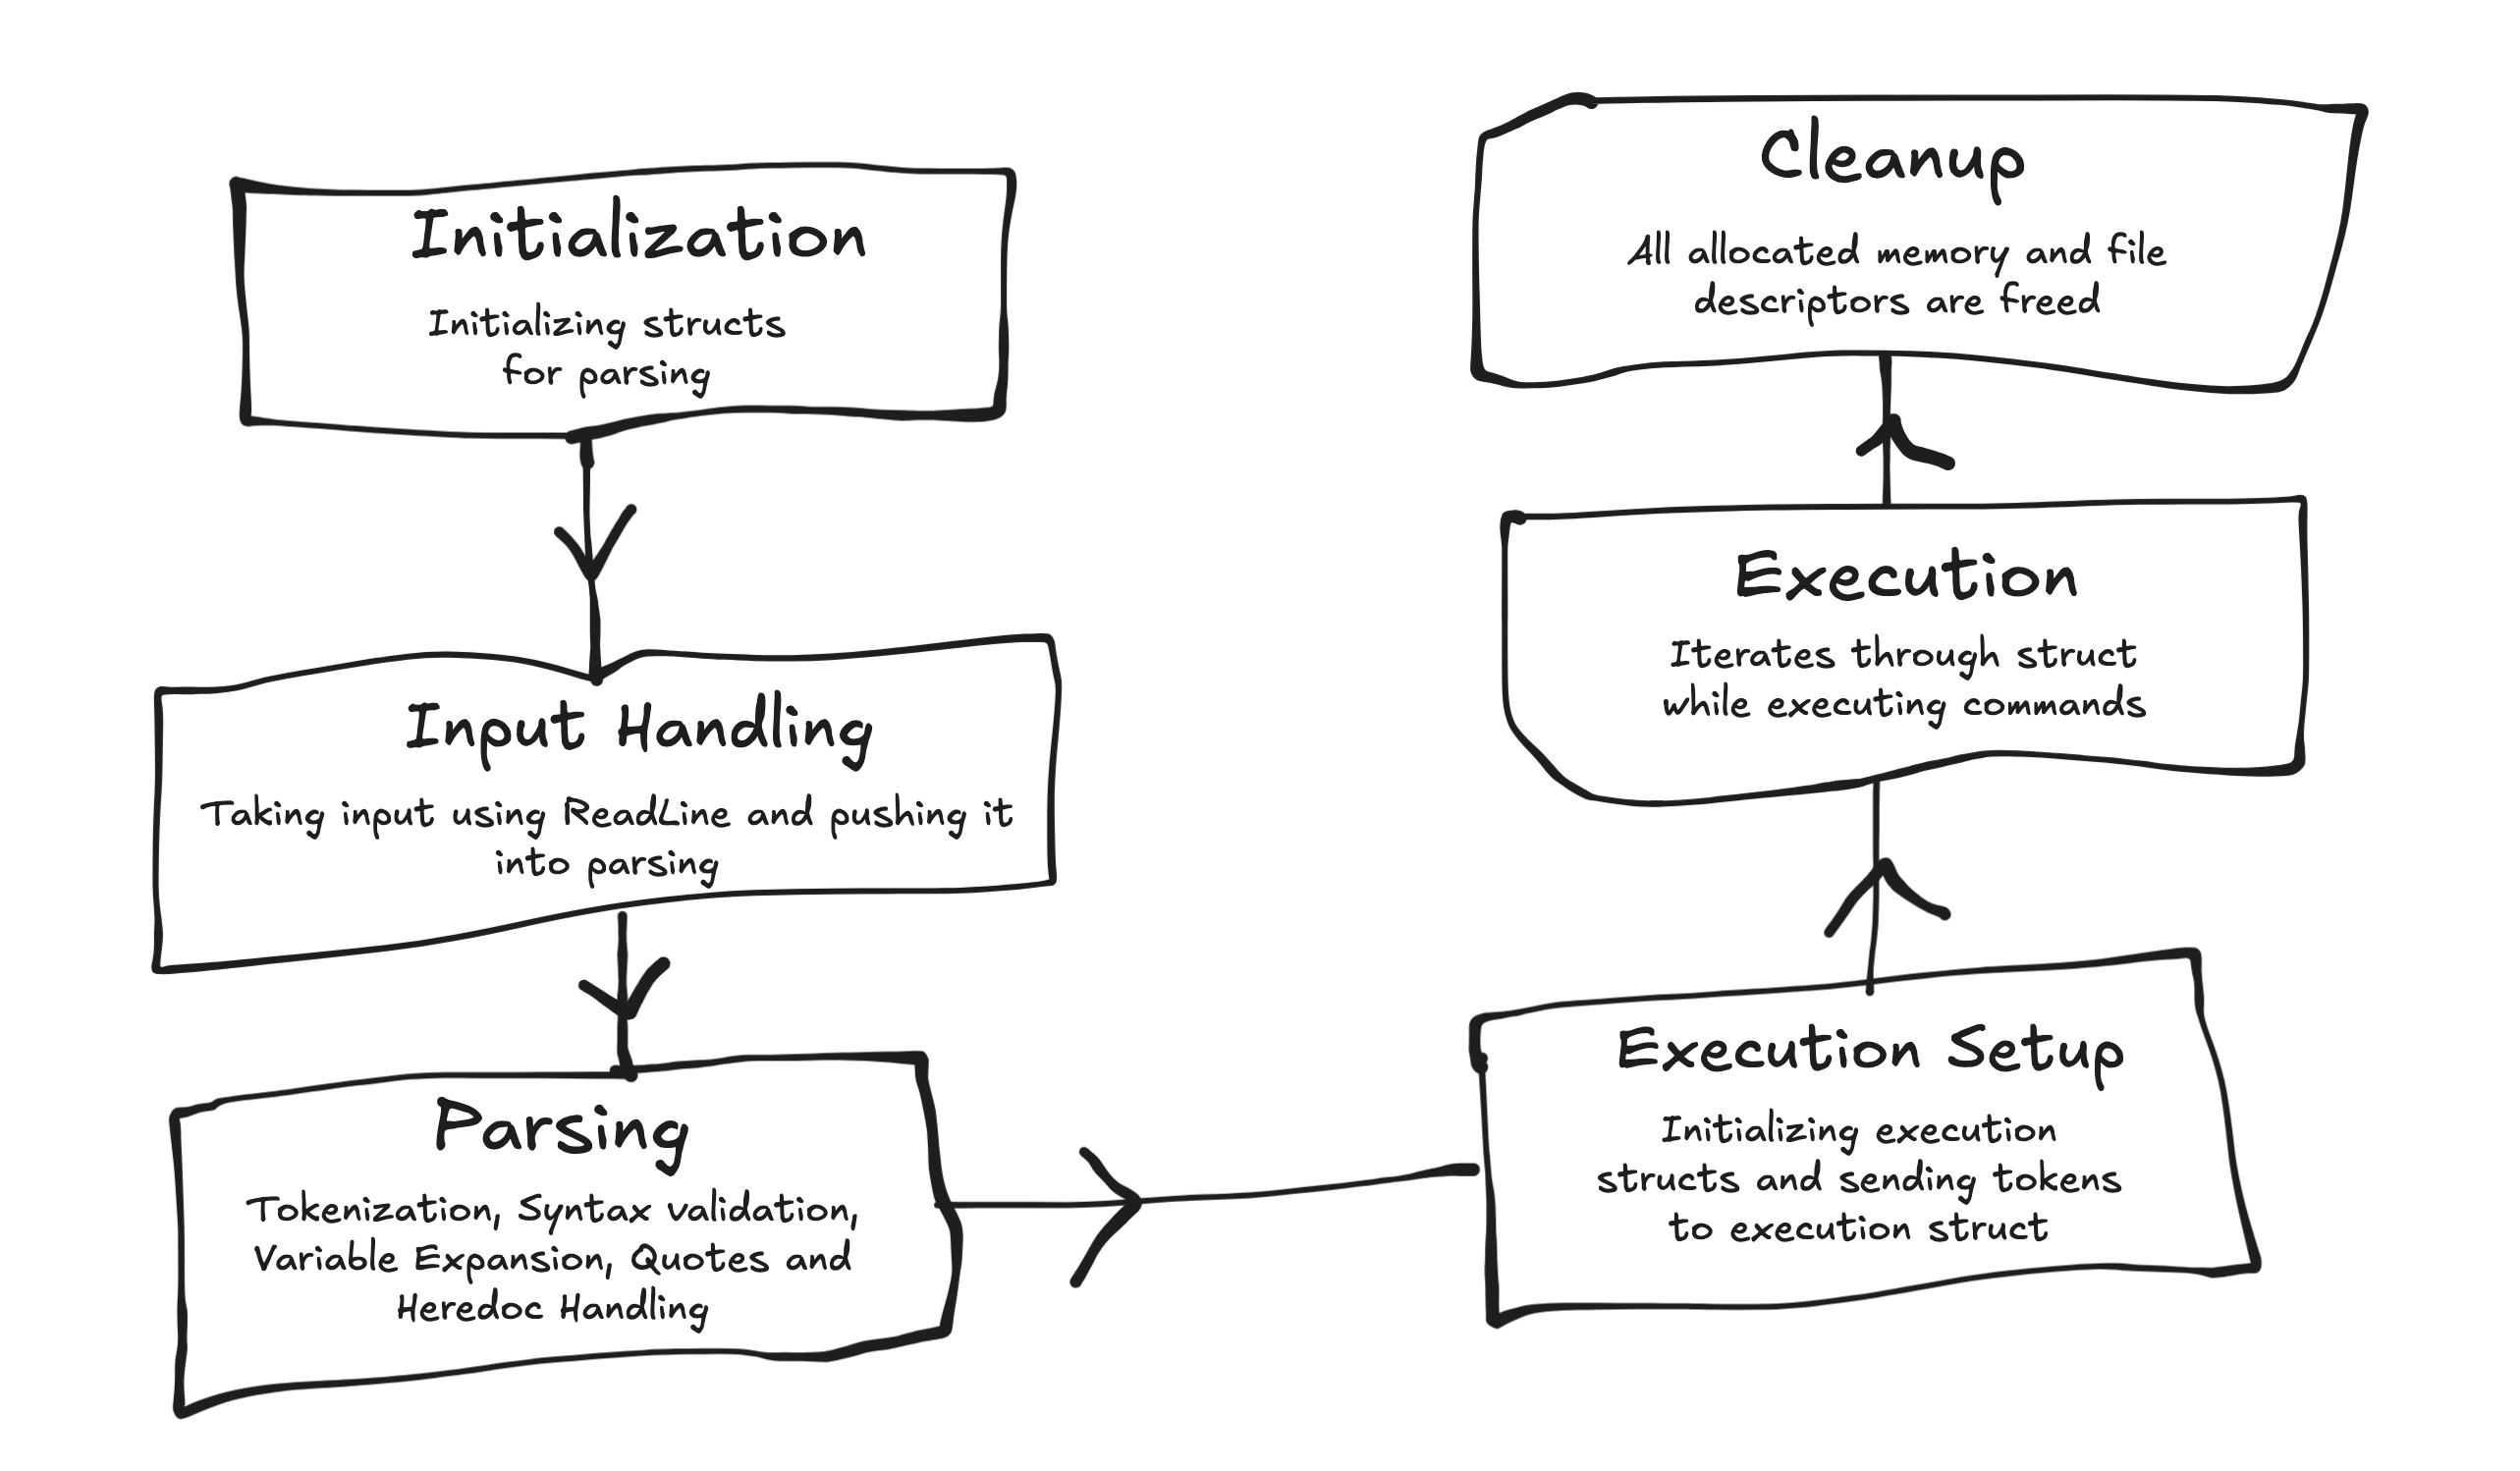 Initialization
Initializing structs
for parsing
Input Handling
Taking input using ReadLine and pushing it
into parsing
Parsing
Tokenization, Syntax validation,
Variable Expansion, Quotes and
Heredoc Handling
Execution Setup
Initializing execution
structs and sending tokens
to execution struct
Execution
Iterates through struct
while executing commands
Cleanup
All allocated memory and file
descriptors are freed